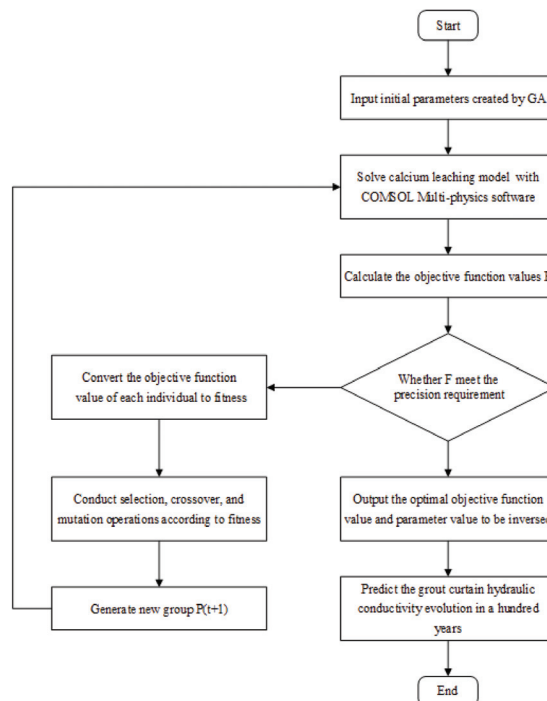 Start
Input initial parameters created by GA
Solve calcium leaching model with
COMSOL Multi-physics software
Calculate the objective function values F
Whether F meet the
precision requirement
Convert the objective function
value of each individual to fitness
Conduct selection, crossover, and
mutation operations according to fitness
Generate new group P(t+1)
Output the optimal objective function
value and parameter value to be inversed
Predict the grout curtain hydraulic
conductivity evolution in a hundred
years
End